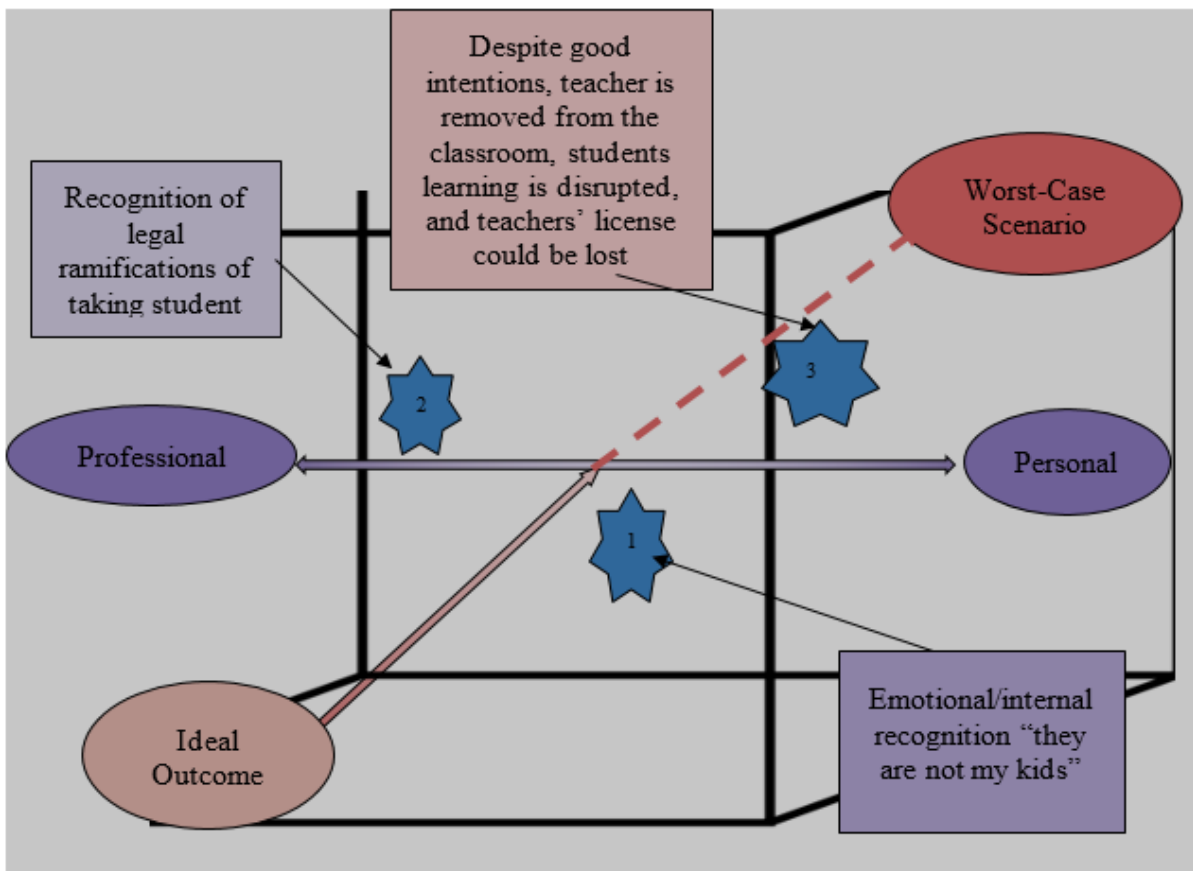 Despite good
intentions, teacher is
removed from the
classroom, students
learning is disrupted,
and teachers’ license
could be lost
Worst-Case
Scenario
Recognition of
legal
ramifications of
taking student
3
2
Professional
Personal
1
Emotional/internal
recognition “they
are not my kids”
Ideal
Outcome